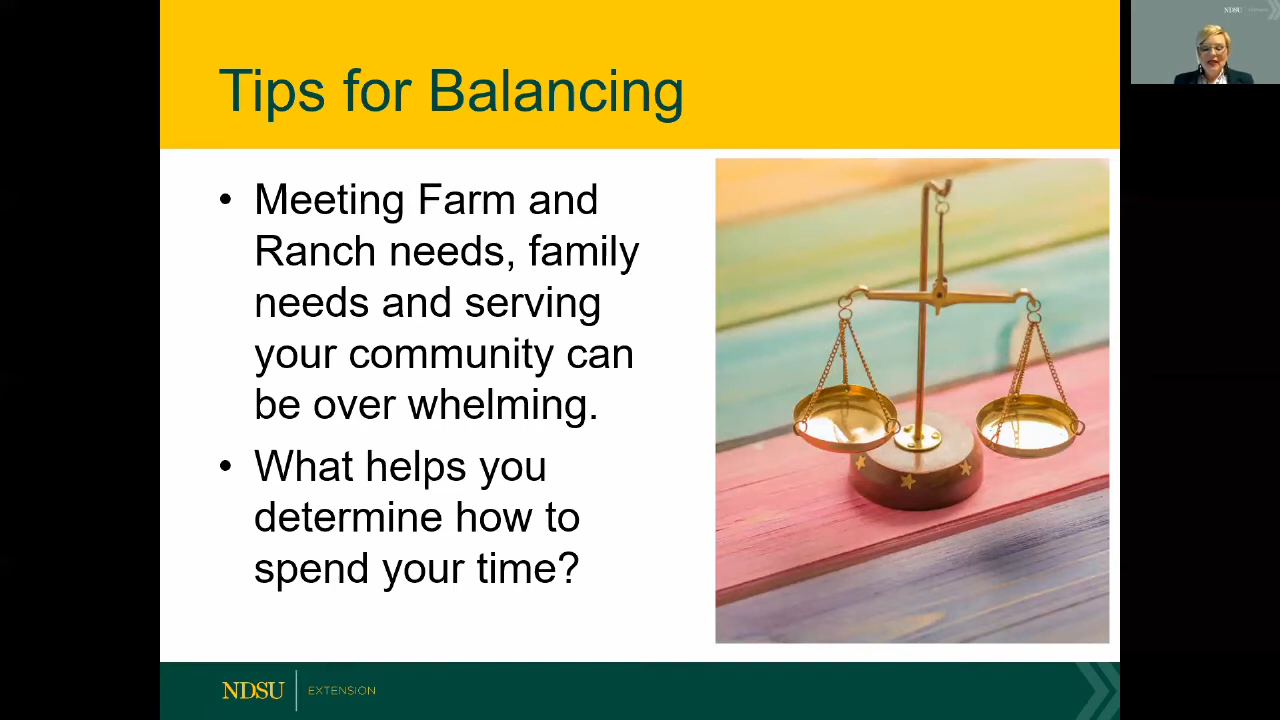 Tips for Balancing
• Meeting Farm and
Ranch needs, family
needs and serving
your community can
be over whelming.
• What helps you
determine how to
spend your time?
NDSU EXTENSION
NDSU